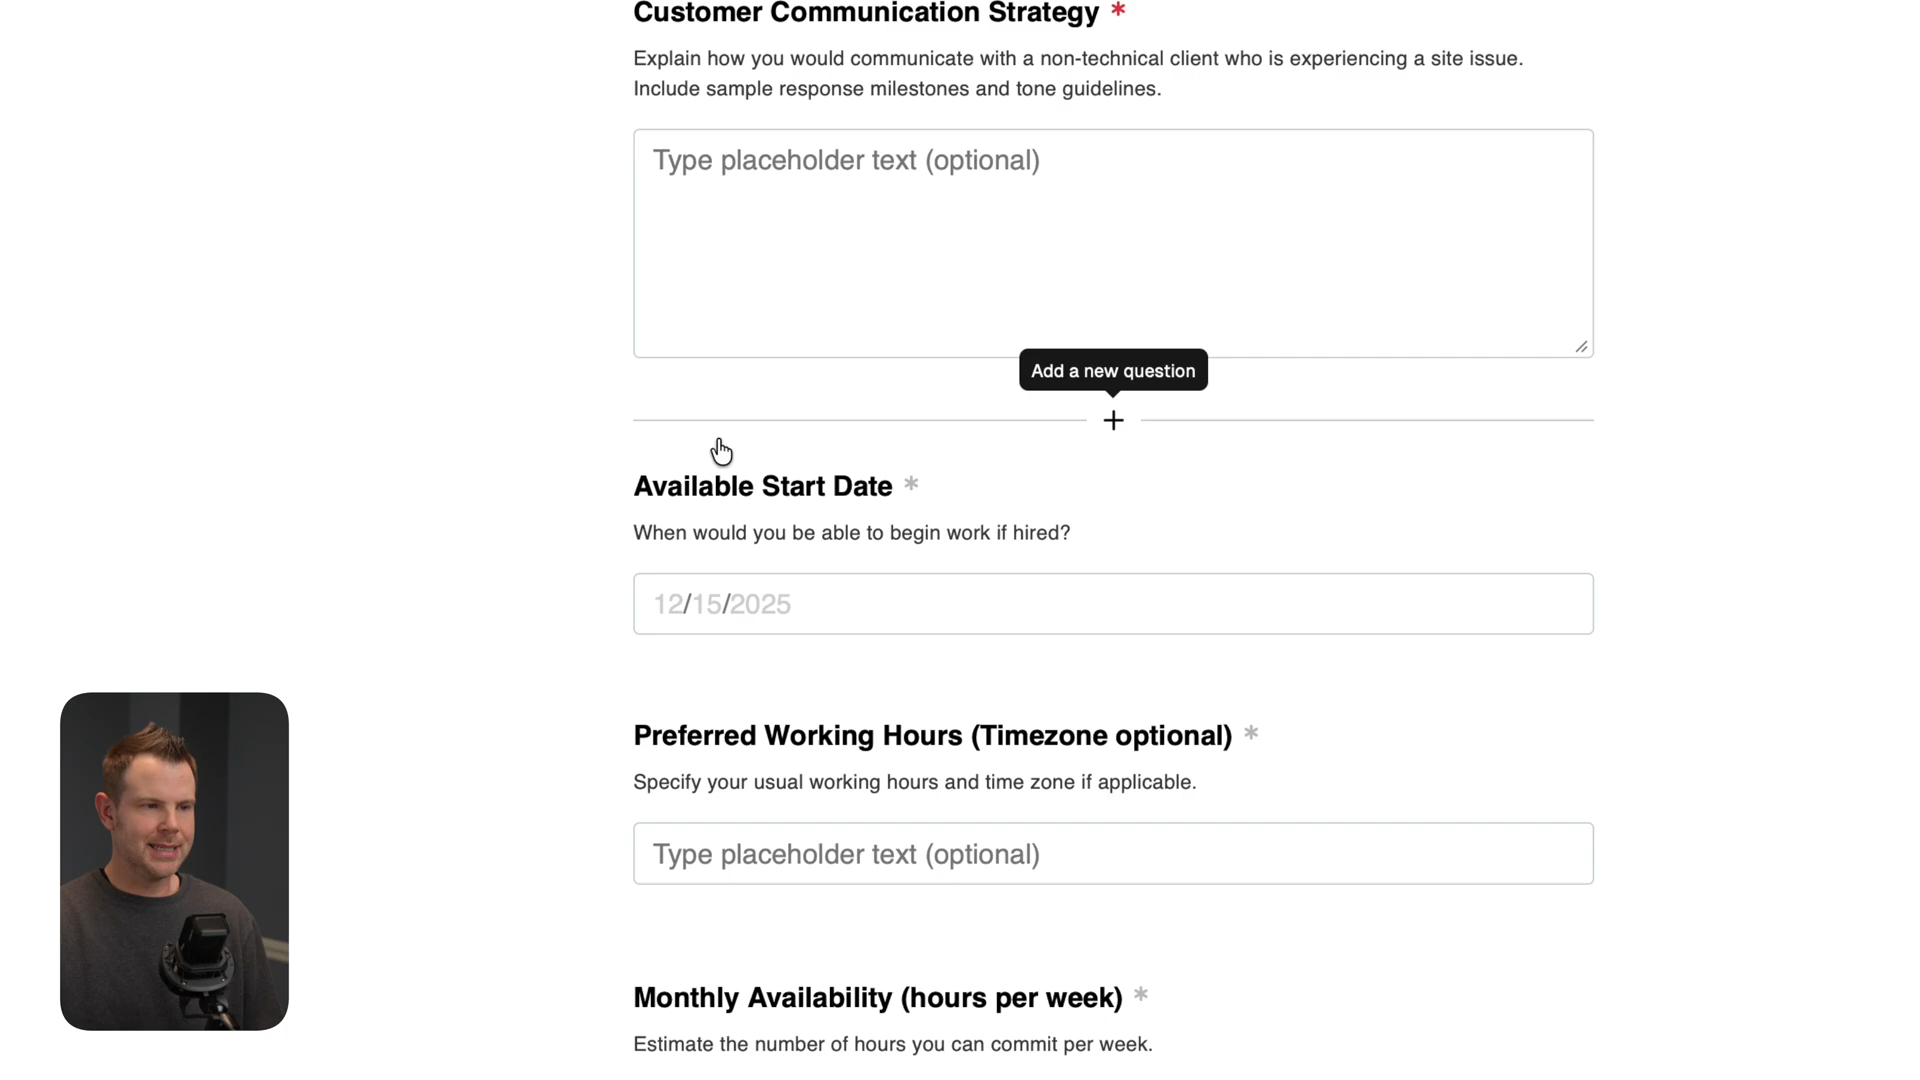 Customer Communication Strategy *
Explain how you would communicate with a non-technical client who is experiencing a site issue.
Include sample response milestones and tone guidelines.
Type placeholder text (optional)
Add a new question
+
Available Start Date *
When would you be able to begin work if hired?
12/15/2025
Preferred Working Hours (Timezone optional) *
Specify your usual working hours and time zone if applicable.
Type placeholder text (optional)
Monthly Availability (hours per week) *
Estimate the number of hours you can commit per week.